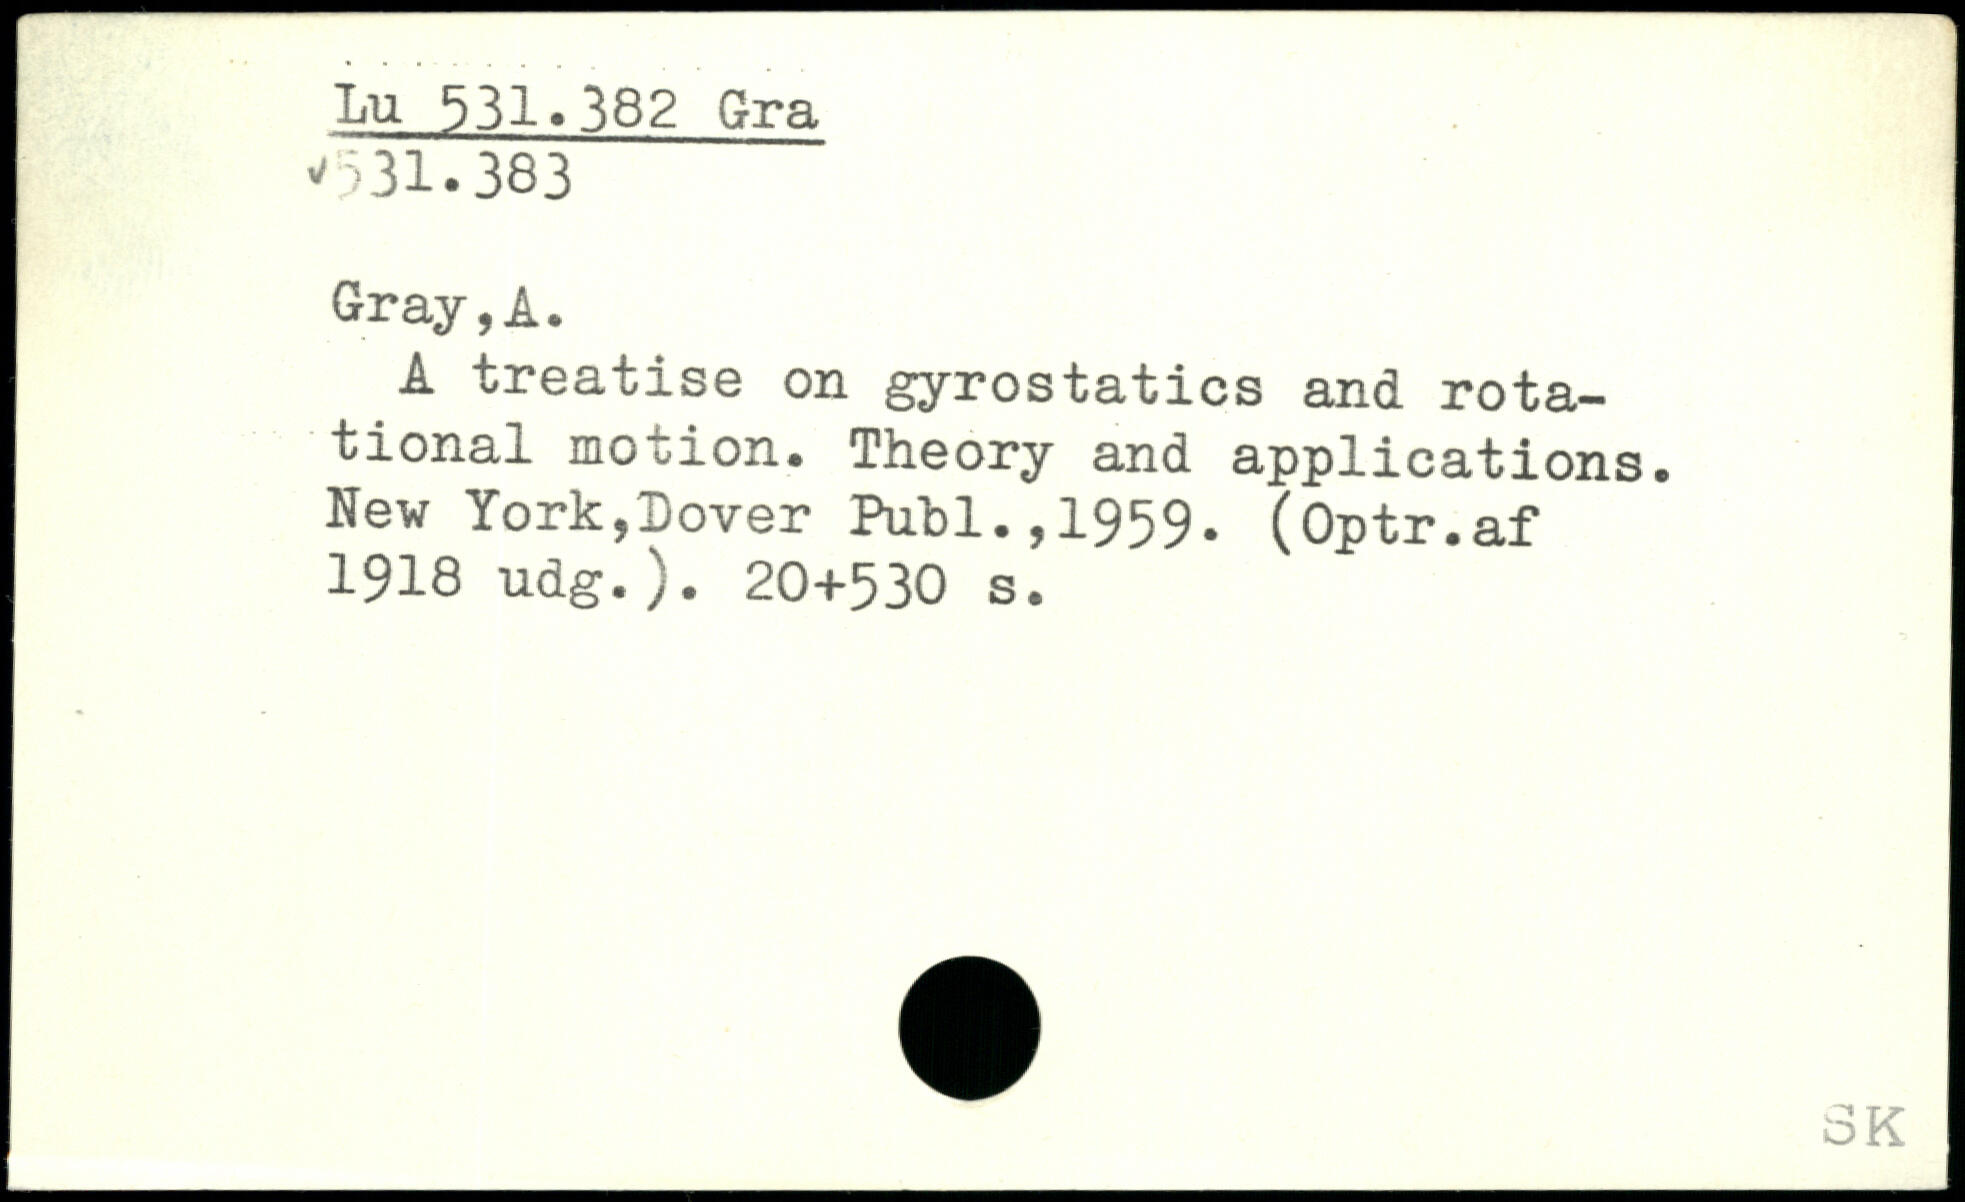 Lu 531.382 Gra
✓531.383
Gray,A.
A treatise on gyrostatics and rota-
tional motion. Theory and applications.
New York,Dover Publ.,1959. (Optr.af
1918 udg.). 20+530 s.
SK